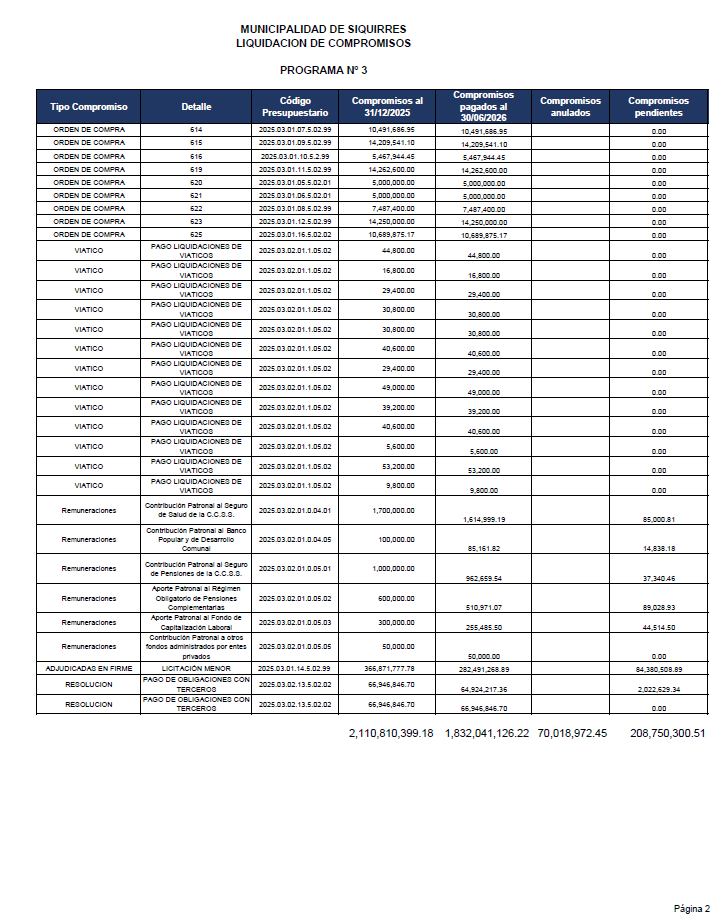 MUNICIPALIDAD DE SIQUIRRES
LIQUIDACION DE COMPROMISOS
PROGRAMA Nº 3
Tipo Compromiso Detalle Código Presupuestario Compromisos al 31/12/2025 Compromisos pagados al 30/06/2026 Compromisos anulados Compromisos pendientes
ORDEN DE COMPRA 614 2025.03.01.07.5.02.99 10,491,686.95 10,491,686.95 0.00
ORDEN DE COMPRA 615 2025.03.01.09.5.02.99 14,209,541.10 14,209,541.10 0.00
ORDEN DE COMPRA 616 2025.03.01.10.5.2.99 5,467,944.45 5,467,944.45 0.00
ORDEN DE COMPRA 619 2025.03.01.11.5.02.99 14,262,600.00 14,262,600.00 0.00
ORDEN DE COMPRA 620 2025.03.01.05.5.02.01 5,000,000.00 5,000,000.00 0.00
ORDEN DE COMPRA 621 2025.03.01.06.5.02.01 5,000,000.00 5,000,000.00 0.00
ORDEN DE COMPRA 622 2025.03.01.08.5.02.99 7,487,400.00 7,487,400.00 0.00
ORDEN DE COMPRA 623 2025.03.01.12.5.02.99 14,250,000.00 14,250,000.00 0.00
ORDEN DE COMPRA 625 2025.03.01.16.5.02.02 10,689,875.17 10,689,875.17 0.00
VIATICO PAGO LIQUIDACIONES DE VIATICOS 2025.03.02.01.1.05.02 44,800.00 44,800.00 0.00
VIATICO PAGO LIQUIDACIONES DE VIATICOS 2025.03.02.01.1.05.02 16,800.00 16,800.00 0.00
VIATICO PAGO LIQUIDACIONES DE VIATICOS 2025.03.02.01.1.05.02 29,400.00 29,400.00 0.00
VIATICO PAGO LIQUIDACIONES DE VIATICOS 2025.03.02.01.1.05.02 30,800.00 30,800.00 0.00
VIATICO PAGO LIQUIDACIONES DE VIATICOS 2025.03.02.01.1.05.02 30,800.00 30,800.00 0.00
VIATICO PAGO LIQUIDACIONES DE VIATICOS 2025.03.02.01.1.05.02 40,600.00 40,600.00 0.00
VIATICO PAGO LIQUIDACIONES DE VIATICOS 2025.03.02.01.1.05.02 29,400.00 29,400.00 0.00
VIATICO PAGO LIQUIDACIONES DE VIATICOS 2025.03.02.01.1.05.02 49,000.00 49,000.00 0.00
VIATICO PAGO LIQUIDACIONES DE VIATICOS 2025.03.02.01.1.05.02 39,200.00 39,200.00 0.00
VIATICO PAGO LIQUIDACIONES DE VIATICOS 2025.03.02.01.1.05.02 40,600.00 40,600.00 0.00
VIATICO PAGO LIQUIDACIONES DE VIATICOS 2025.03.02.01.1.05.02 5,600.00 5,600.00 0.00
VIATICO PAGO LIQUIDACIONES DE VIATICOS 2025.03.02.01.1.05.02 53,200.00 53,200.00 0.00
VIATICO PAGO LIQUIDACIONES DE VIATICOS 2025.03.02.01.1.05.02 9,800.00 9,800.00 0.00
Remuneraciones Contribución Patronal al Seguro de Salud de la C.C.S.S. 2025.03.02.01.0.04.01 1,700,000.00 1,614,999.19 85,000.81
Remuneraciones Contribución Patronal al Banco Popular y de Desarrollo Comunal 2025.03.02.01.0.04.05 100,000.00 85,161.82 14,838.18
Remuneraciones Contribución Patronal al Seguro de Pensiones de la C.C.S.S. 2025.03.02.01.0.05.01 1,000,000.00 962,659.54 37,340.46
Remuneraciones Aporte Patronal al Régimen Obligatorio de Pensiones Complementarias 2025.03.02.01.0.05.02 600,000.00 510,971.07 89,028.93
Remuneraciones Aporte Patronal al Fondo de Capitalización Laboral 2025.03.02.01.0.05.03 300,000.00 255,485.50 44,514.50
Remuneraciones Contribución Patronal a otros fondos administrados por entes privados 2025.03.02.01.0.05.05 50,000.00 50,000.00 0.00
ADJUDICADAS EN FIRME LICITACIÓN MENOR 2025.03.01.14.5.02.99 366,871,777.78 282,491,268.89 84,380,508.89
RESOLUCION PAGO DE OBLIGACIONES CON TERCEROS 2025.03.02.13.5.02.02 66,946,846.70 64,924,217.36 2,022,629.34
RESOLUCION PAGO DE OBLIGACIONES CON TERCEROS 2025.03.02.13.5.02.02 66,946,846.70 66,946,846.70 0.00
2,110,810,399.18 1,832,041,126.22 70,018,972.45 208,750,300.51
Página 2